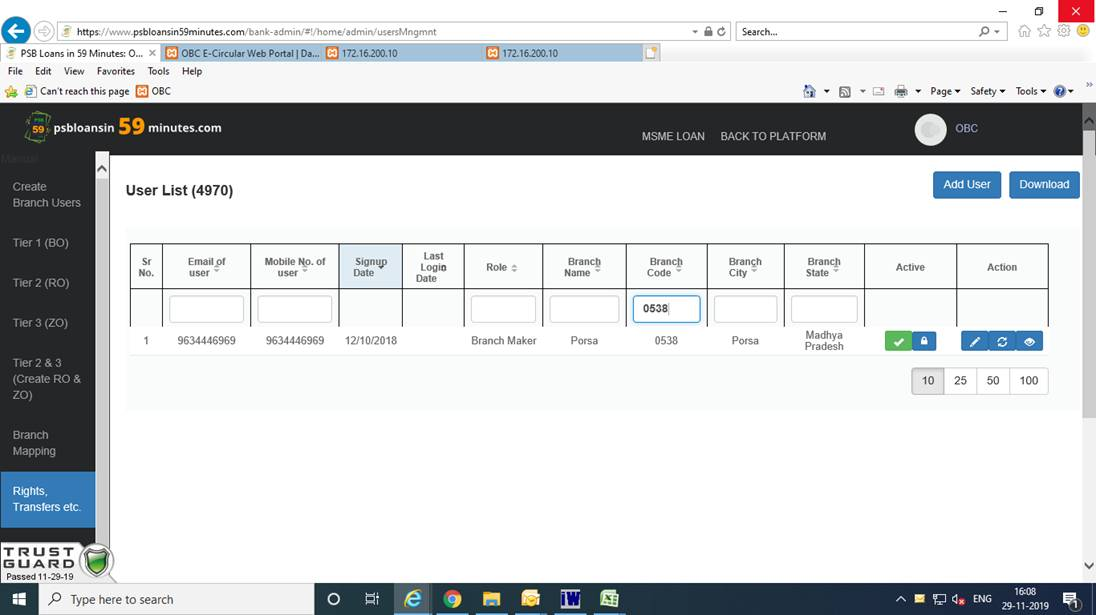 https://www.psbloansin59minutes.com/bank-admin/#!/home/admin/usersMngmnt
Search...
PSB Loans in 59 Minutes: O...
OBC E-Circular Web Portal | Da...
172.16.200.10
172.16.200.10
File Edit View Favorites Tools Help
Can't reach this page OBC
Page Safety Tools
psbloansin 59 minutes.com
MSME LOAN BACK TO PLATFORM OBC
Manual
Create
Branch Users
Tier 1 (BO)
Tier 2 (RO)
Tier 3 (ZO)
Tier 2 & 3
(Create RO &
ZO)
Branch
Mapping
Rights,
Transfers etc.
TRUST
GUARD
Passed 11-29-19
User List (4970)
Add User Download
Sr No. Email of user Mobile No. of user Signup Date Last Login Date Role Branch Name Branch Code Branch City Branch State Active Action
0538
1 9634446969 9634446969 12/10/2018 Branch Maker Porsa 0538 Porsa Madhya Pradesh
10 25 50 100
Type here to search
ENG
16:08
29-11-2019